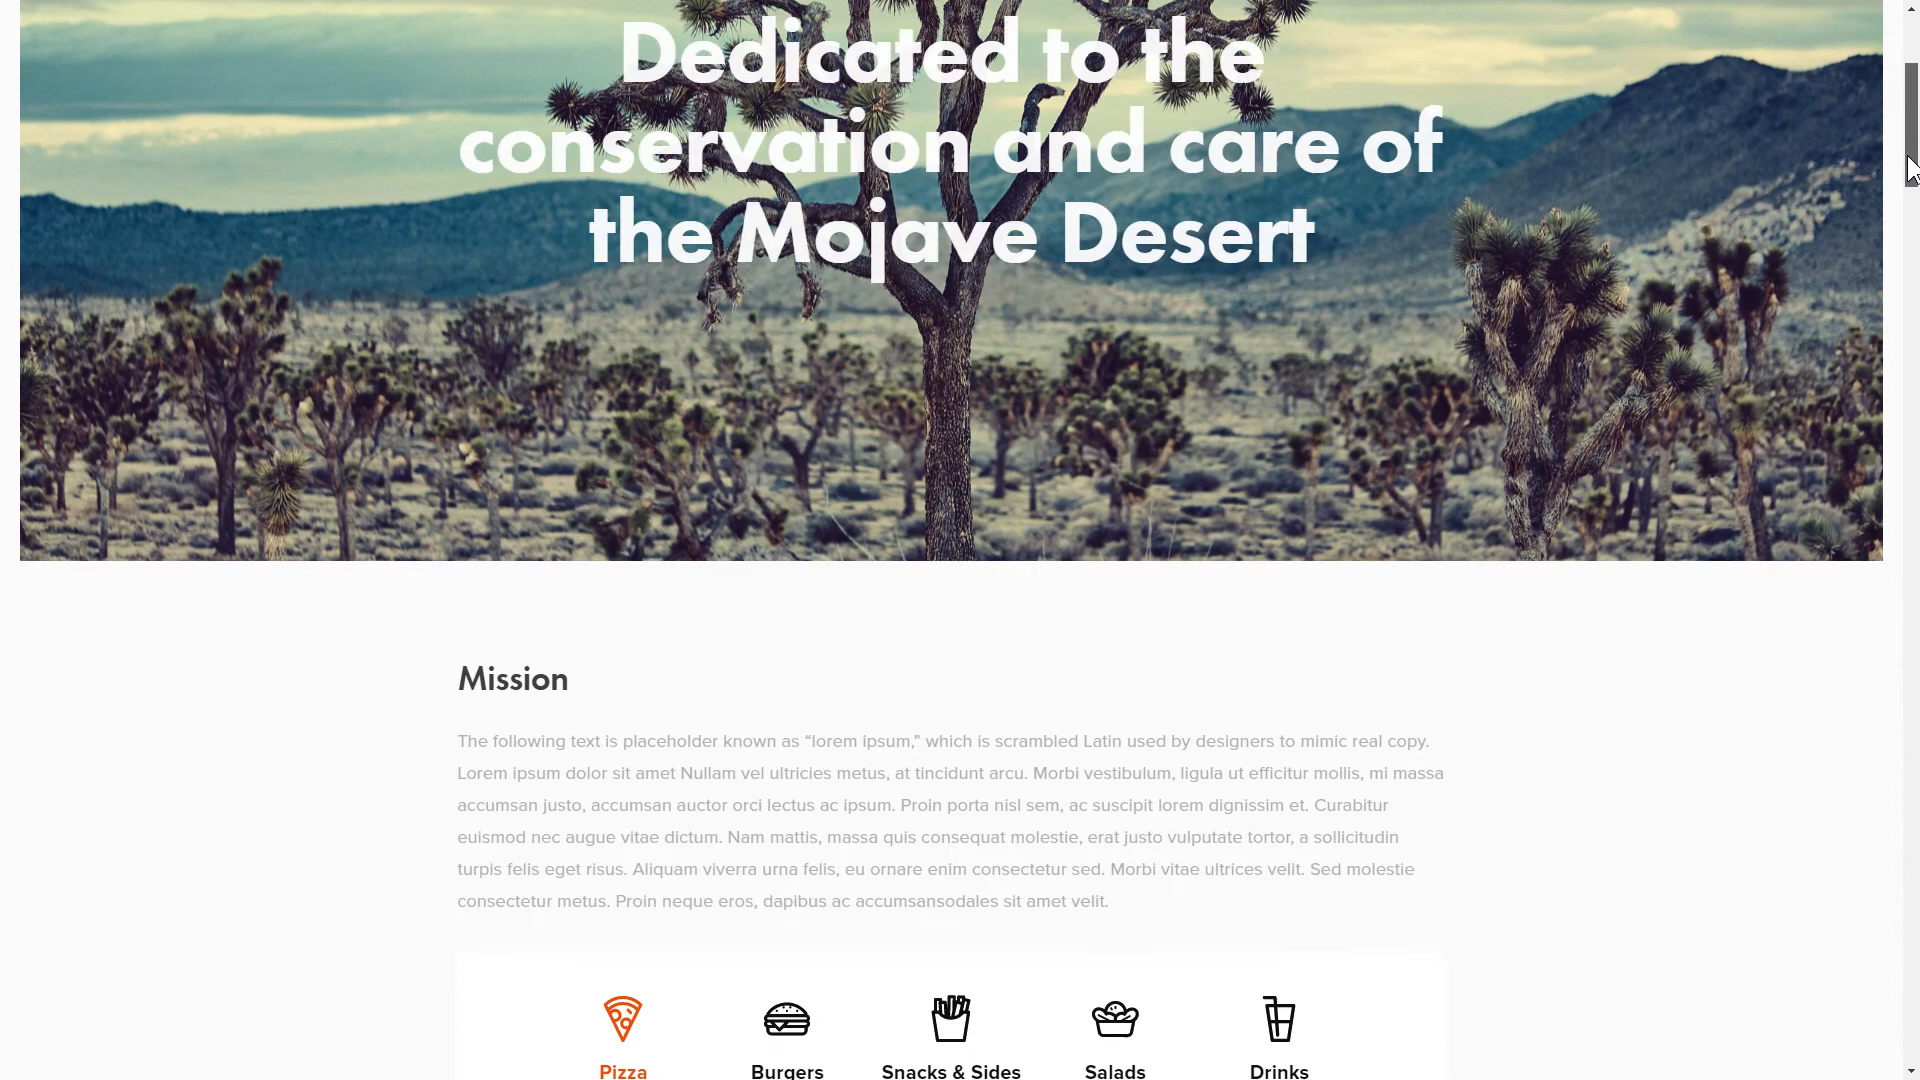 Dedicated to the
conservation and care of
the Mojave Desert
Mission
The following text is placeholder known as “lorem ipsum,” which is scrambled Latin used by designers to mimic real copy.
Lorem ipsum dolor sit amet Nullam vel ultricies metus, at tincidunt arcu. Morbi vestibulum, ligula ut efficitur mollis, mi massa
accumsan justo, accumsan auctor orci lectus ac ipsum. Proin porta nisl sem, ac suscipit lorem dignissim et. Curabitur
euismod nec augue vitae dictum. Nam mattis, massa quis consequat molestie, erat justo vulputate tortor, a sollicitudin
turpis felis eget risus. Aliquam viverra urna felis, eu ornare enim consectetur sed. Morbi vitae ultrices velit. Sed molestie
consectetur metus. Proin neque eros, dapibus ac accumsansodales sit amet velit.
Pizza Burgers Snacks & Sides Salads Drinks